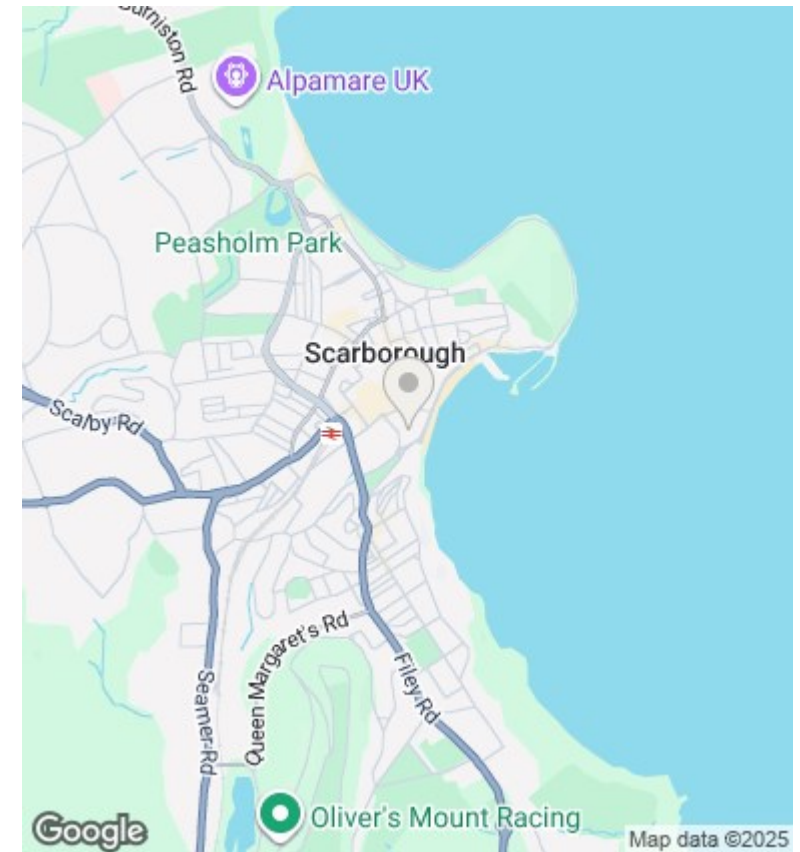 Burniston Rd
Alpamare UK
Peasholm Park
Scarborough
Scalby Rd
Queen Margaret's Rd
Filey Rd
Seamer Rd
Oliver's Mount Racing
Google
Map data ©2025